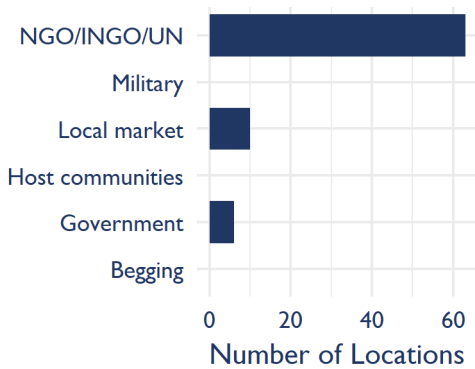 NGO/INGO/UN
Military
Local market
Host communities
Government
Begging
0 20 40 60
Number of Locations